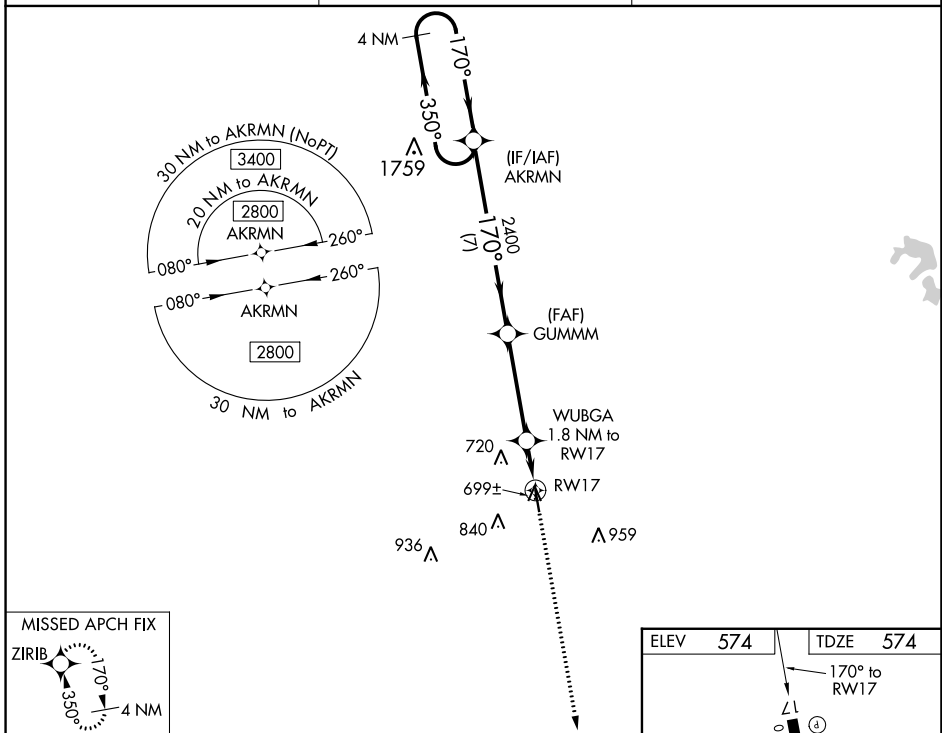 4 NM
170°
350°
1759
(IF/IAF)
AKRMN
30 NM to AKRMN (NoPT)
3400
20 NM to AKRMN
2800
AKRMN
080°
260°
080°
260°
AKRMN
2800
30 NM to AKRMN
2400
170°
(7)
(FAF)
GUMMM
WUBGA
1.8 NM to
RW17
720
699±
RW17
840
936
959
MISSED APCH FIX
ZIRIB
170°
350°
4 NM
ELEV 574
TDZE 574
170° to
RW17
17
P